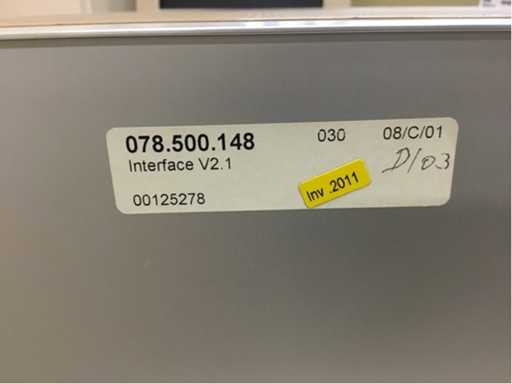 078.500.148 030 08/C/01
Interface V2.1 D/03
Inv .2011
00125278